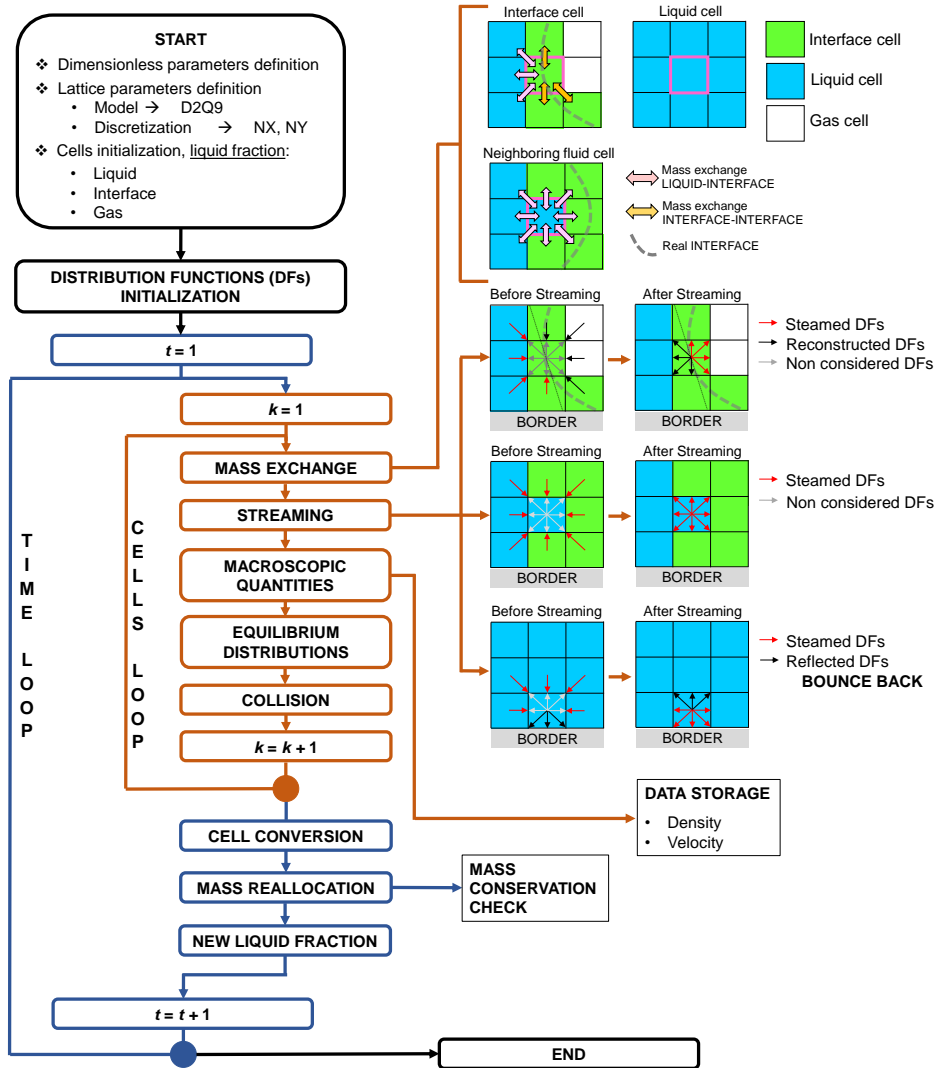 START
❖ Dimensionless parameters definition
❖ Lattice parameters definition
• Model → D2Q9
• Discretization → NX, NY
❖ Cells initialization, liquid fraction:
• Liquid
• Interface
• Gas
DISTRIBUTION FUNCTIONS (DFs)
INITIALIZATION
t = 1
k = 1
MASS EXCHANGE
STREAMING
MACROSCOPIC
QUANTITIES
EQUILIBRIUM
DISTRIBUTIONS
COLLISION
k = k + 1
CELL CONVERSION
MASS REALLOCATION
NEW LIQUID FRACTION
t = t + 1
END
TIME LOOP
CELLS LOOP
MASS
CONSERVATION
CHECK
DATA STORAGE
• Density
• Velocity
Interface cell
Liquid cell
Interface cell
Liquid cell
Gas cell
Neighboring fluid cell
Mass exchange
LIQUID-INTERFACE
Mass exchange
INTERFACE-INTERFACE
Real INTERFACE
Before Streaming
After Streaming
Steamed DFs
Reconstructed DFs
Non considered DFs
BORDER
BORDER
Before Streaming
After Streaming
Steamed DFs
Non considered DFs
BORDER
BORDER
Before Streaming
After Streaming
Steamed DFs
Reflected DFs
BOUNCE BACK
BORDER
BORDER